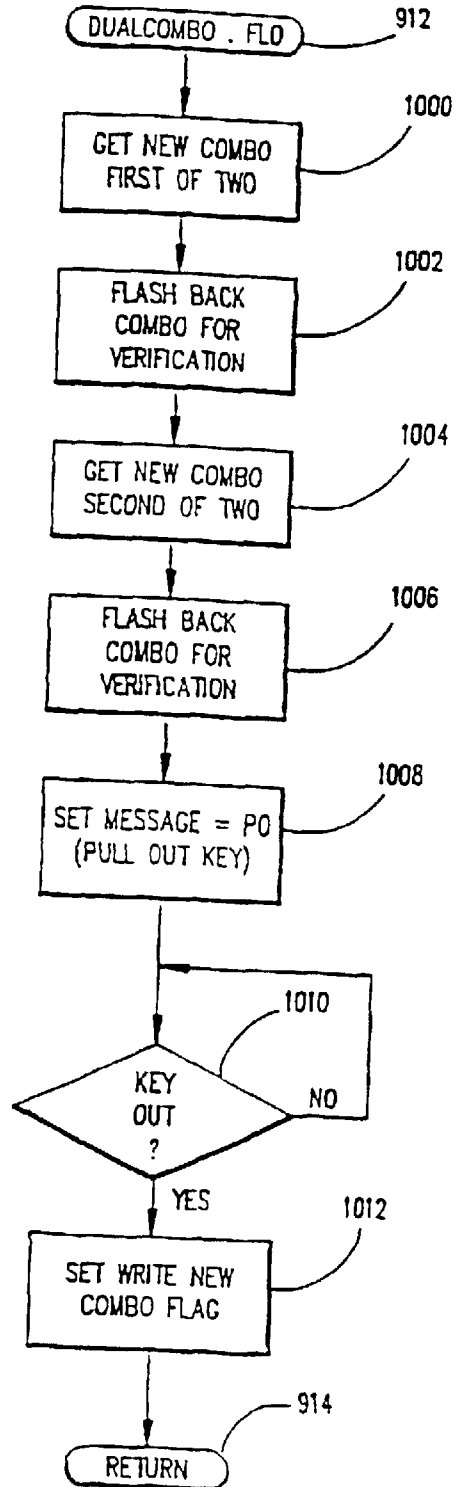 DUALCOMBO . FLO
912
1000
GET NEW COMBO
FIRST OF TWO
1002
FLASH BACK
COMBO FOR
VERIFICATION
1004
GET NEW COMBO
SECOND OF TWO
1006
FLASH BACK
COMBO FOR
VERIFICATION
1008
SET MESSAGE = PO
(PULL OUT KEY)
1010
KEY
OUT
?
NO
YES
1012
SET WRITE NEW
COMBO FLAG
914
RETURN